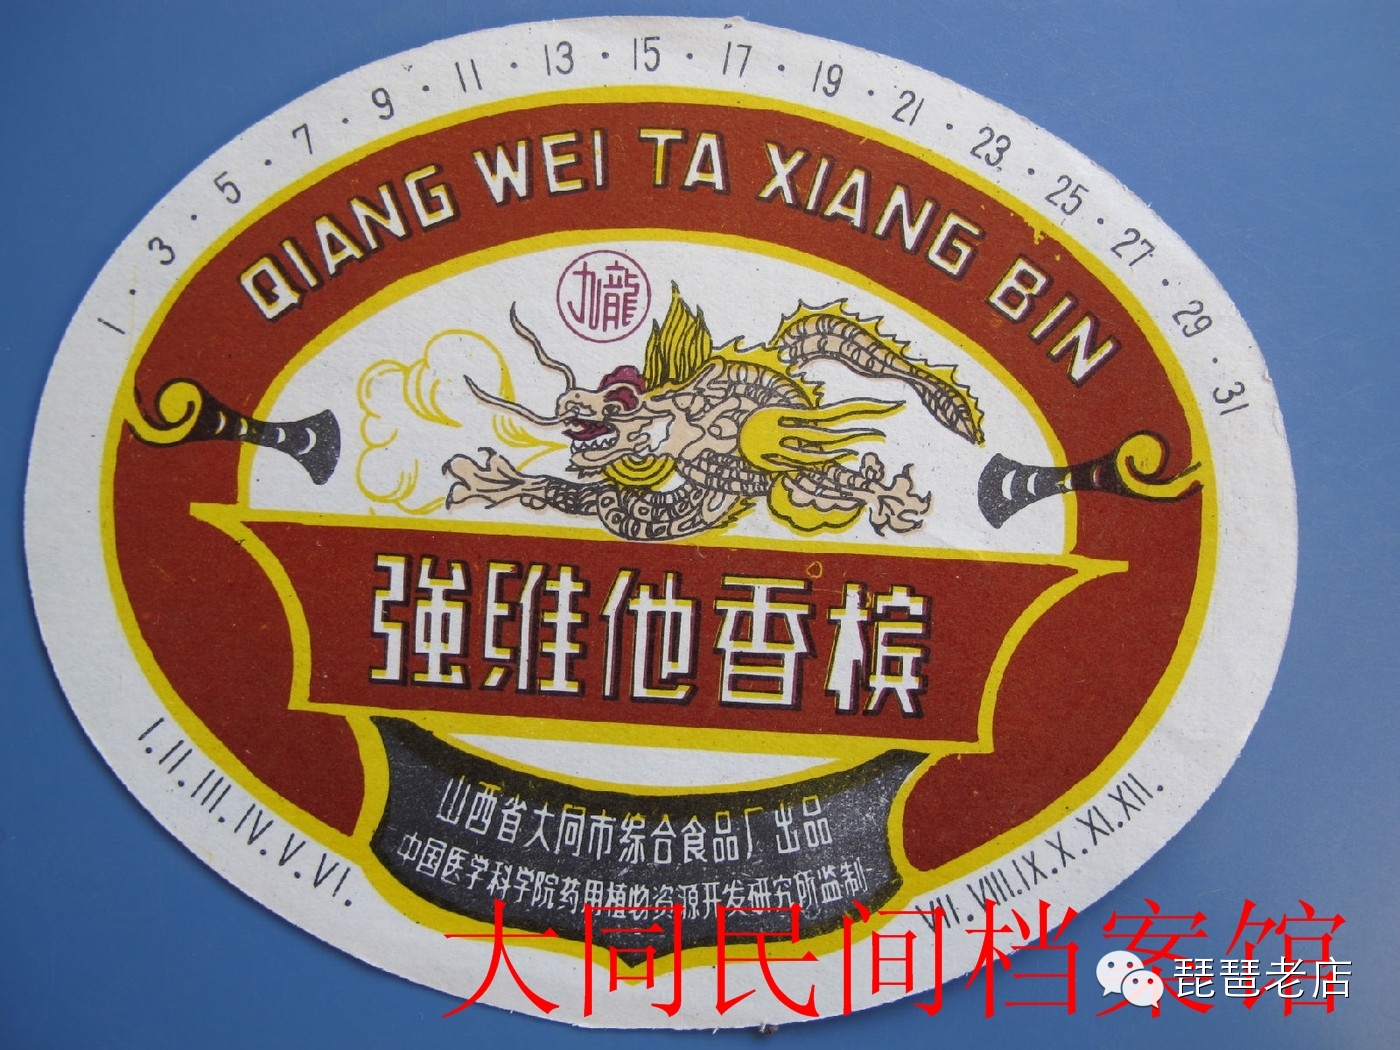 1 · 3 · 5 · 7 · 9 · 11 · 13 · 15 · 17 · 19 · 21 · 23 · 25 · 27 · 29 · 31
QIANG WEI TA XIANG BIN
九龍
強維他香槟
山西省大同市综合食品厂出品
中国医学科学院药用植物资源开发研究所监制
I. II. III. IV. V. VI.
VII. VIII. IX. X. XI. XII.
大同民间档案馆
琵琶老店